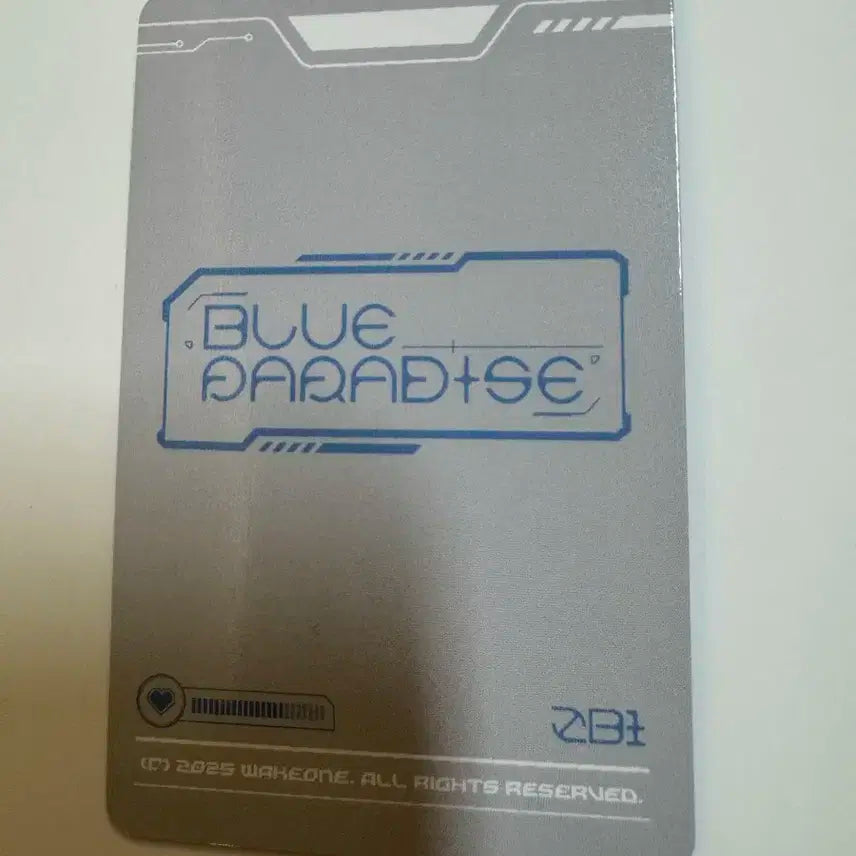 BLUE
PARADISE
ZB1
(C) 2025 WAKEONE. ALL RIGHTS RESERVED.